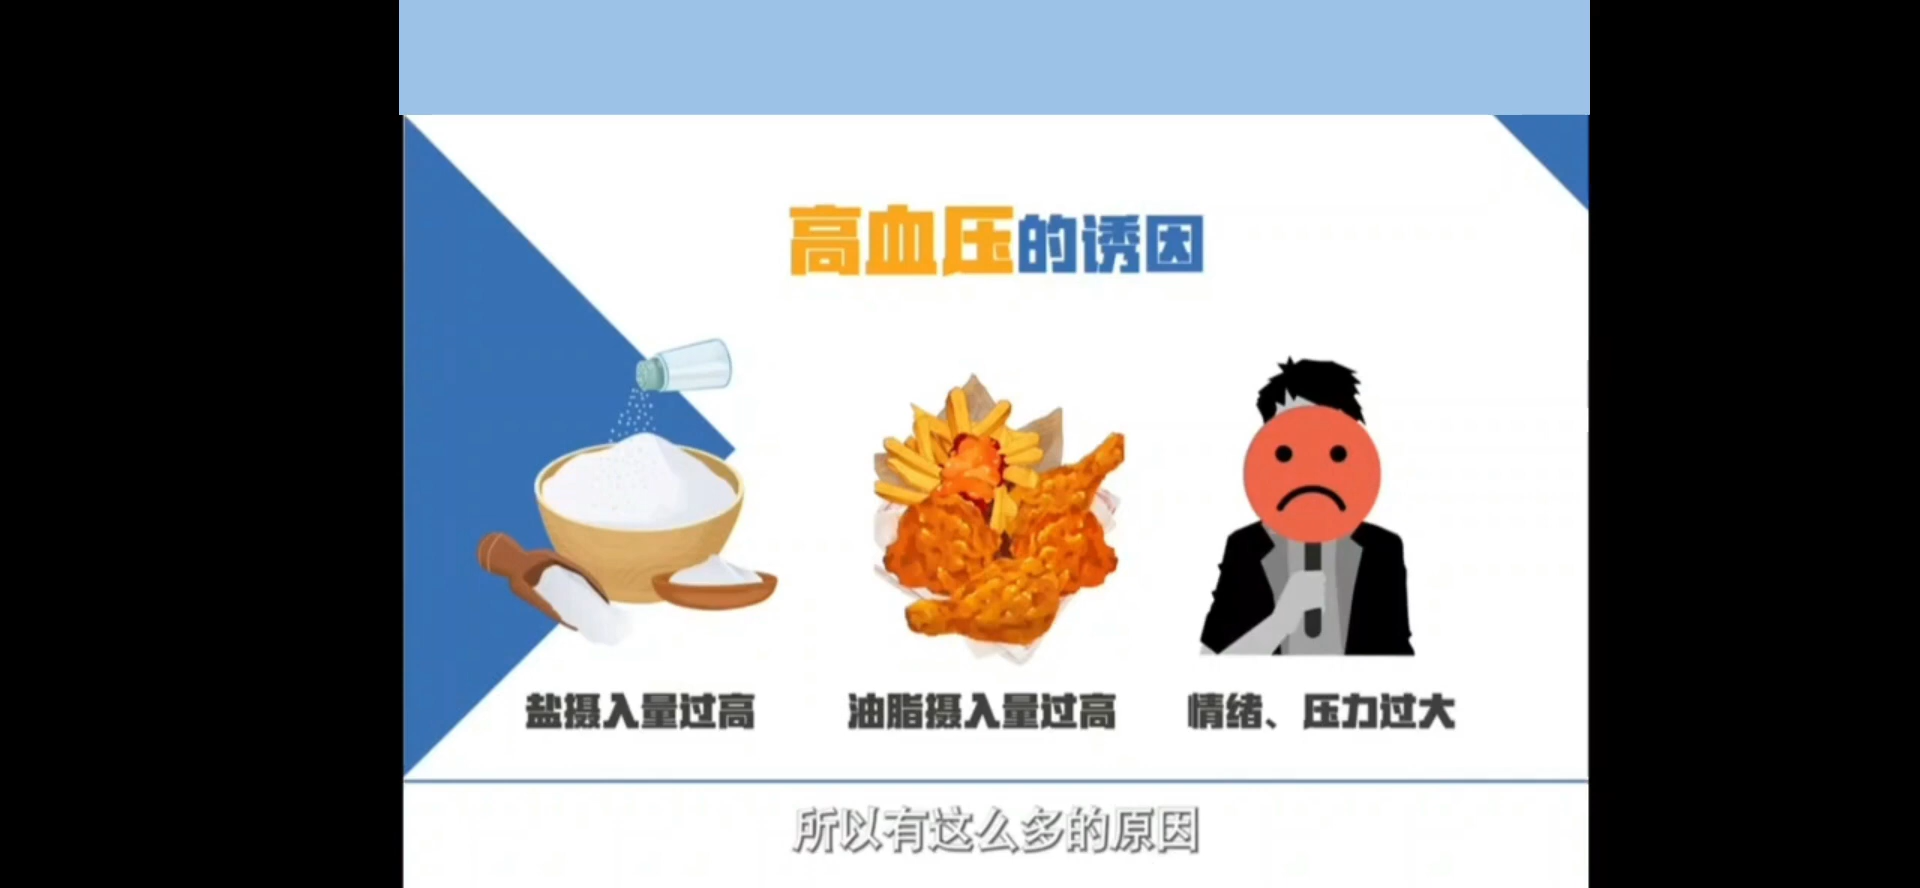 高血压的诱因
盐摄入量过高
油脂摄入量过高
情绪、压力过大
所以有这么多的原因